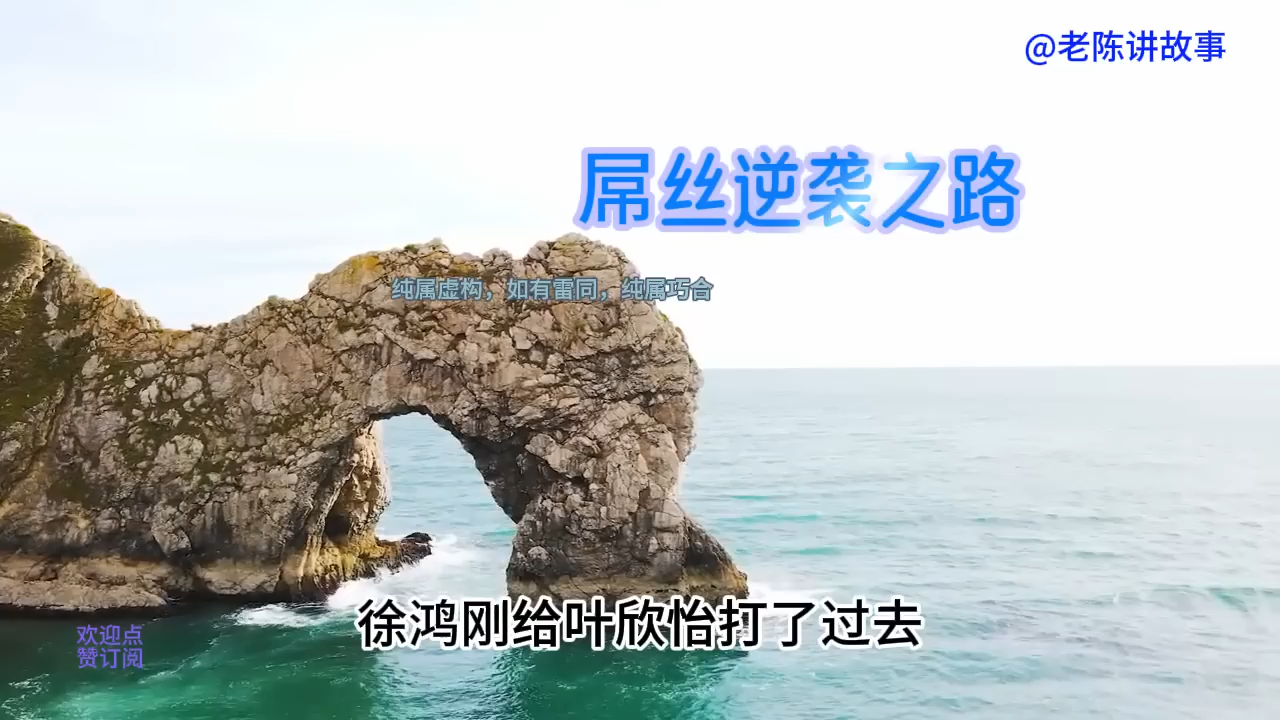 @老陈讲故事
屌丝逆袭之路
纯属虚构，如有雷同，纯属巧合
徐鸿刚给叶欣怡打了过去
欢迎点
赞订阅